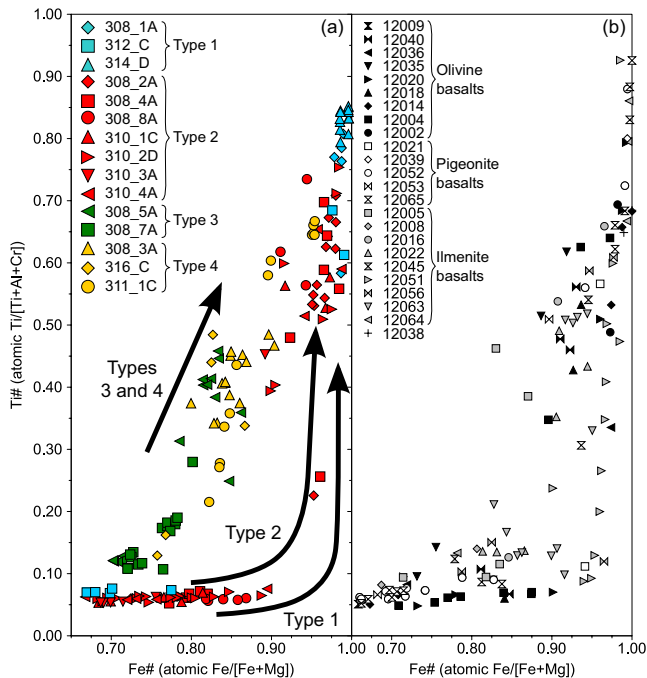 (a)
308_1A
312_C
314_D
Type 1
308_2A
308_4A
308_8A
310_1C
310_2D
310_3A
310_4A
Type 2
308_5A
308_7A
Type 3
308_3A
316_C
311_1C
Type 4
Types
3 and 4
Type 2
Type 1
1.00
0.90
0.80
0.70
0.60
0.50
0.40
0.30
0.20
0.10
0.00
Ti# (atomic Ti/[Ti+Al+Cr])
0.70
0.80
0.90
1.00
Fe# (atomic Fe/[Fe+Mg])
(b)
12009
12040
12036
12035
12020
12018
12014
12004
12002
Olivine
basalts
12021
12039
12052
12053
12065
Pigeonite
basalts
12005
12008
12016
12022
12045
12051
12056
12063
12064
Ilmenite
basalts
12038
0.70
0.80
0.90
1.00
Fe# (atomic Fe/[Fe+Mg])